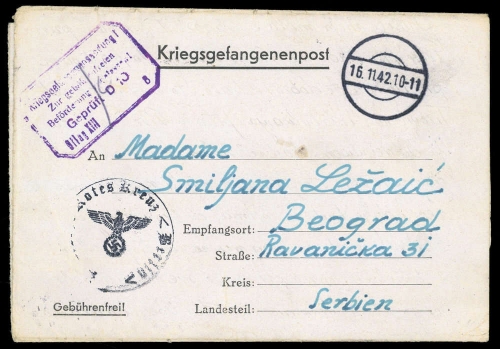 Kriegsgefangenenpost
16.11.42.10-11
Zur
Beförderung
Geprüft
Oflag XIII
8
An Madame
Smiljana Ležaić
Empfangsort: Beograd
Straße: Ravanička 31
Kreis:
Landesteil: Serbien
Gebührenfrei!
Rotes Kreuz